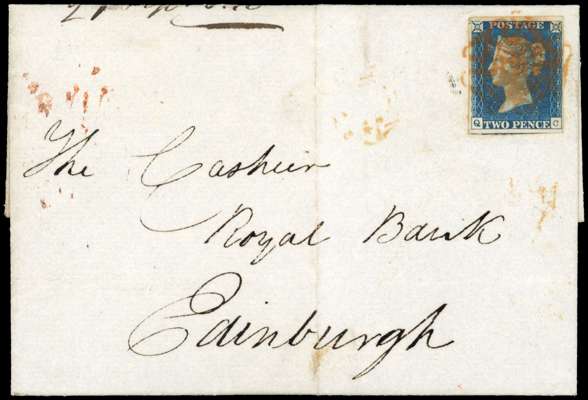 POSTAGE
Q C
TWO PENCE
The Cashier
Royal Bank
Edinburgh